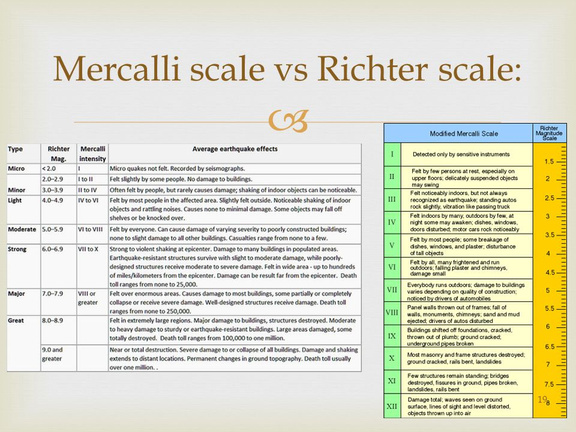 Mercalli scale vs Richter scale:
Type Richter Mag. Mercalli intensity Average earthquake effects
Micro < 2.0 I Micro quakes not felt. Recorded by seismographs.
2.0–2.9 I to II Felt slightly by some people. No damage to buildings.
Minor 3.0–3.9 II to IV Often felt by people, but rarely causes damage; shaking of indoor objects can be noticeable.
Light 4.0–4.9 IV to VI Felt by most people in the affected area. Slightly felt outside. Noticeable shaking of indoor
objects and rattling noises. Causes none to minimal damage. Some objects may fall off
shelves or be knocked over.
Moderate 5.0–5.9 VI to VIII Felt by everyone. Can cause damage of varying severity to poorly constructed buildings;
none to slight damage to all other buildings. Casualties range from none to a few.
Strong 6.0–6.9 VII to X Strong to violent shaking at epicenter. Damage to many buildings in populated areas.
Earthquake-resistant structures survive with slight to moderate damage, while poorly-
designed structures receive moderate to severe damage. Felt in wide area - up to hundreds
of miles/kilometers from the epicenter. Damage can be result far from the epicenter. Death
toll ranges from none to 25,000.
Major 7.0–7.9 VIII or greater Felt over enormous areas. Causes damage to most buildings, some partially or completely
collapse or receive severe damage. Well-designed structures receive damage. Death toll
ranges from none to 250,000.
Great 8.0–8.9 Felt in extremely large regions. Major damage to buildings, structures destroyed. Moderate
to heavy damage to sturdy or earthquake-resistant buildings. Large areas damaged, some
totally destroyed. Death toll ranges from 100,000 to one million.
9.0 and greater Near or total destruction. Severe damage or collapse of all buildings. Damage and shaking
extends to distant locations. Permanent changes in ground topography. Death toll usually
over one million. .
Modified Mercalli Scale
Richter
Magnitude
Scale
I Detected only by sensitive instruments
II Felt by few persons at rest, especially on
upper floors; delicately suspended objects
may swing
III Felt noticeably indoors, but not always
recognized as earthquake; standing autos
rock slightly, vibration like passing truck
IV Felt indoors by many, outdoors by few, at
night some may awaken; dishes, windows,
doors disturbed; motor cars rock noticeably
V Felt by most people; some breakage of
dishes, windows, and plaster; disturbance
of tall objects
VI Felt by all, many frightened and run
outdoors; falling plaster and chimneys,
damage small
VII Everybody runs outdoors; damage to buildings
varies depending on quality of construction;
noticed by drivers of automobiles
VIII Panel walls thrown out of frames; fall of
walls, monuments, chimneys; sand and mud
ejected; drivers of autos disturbed
IX Buildings shifted off foundations, cracked,
thrown out of plumb; ground cracked;
underground pipes broken
X Most masonry and frame structures destroyed;
ground cracked, rails bent, landslides
XI Few structures remain standing; bridges
destroyed, fissures in ground, pipes broken,
landslides, rails bent
XII Damage total; waves seen on ground
surface, lines of sight and level distorted,
objects thrown up into air
1.5
2
2.5
3
3.5
4
4.5
5
5.5
6
6.5
7
7.5
8
19